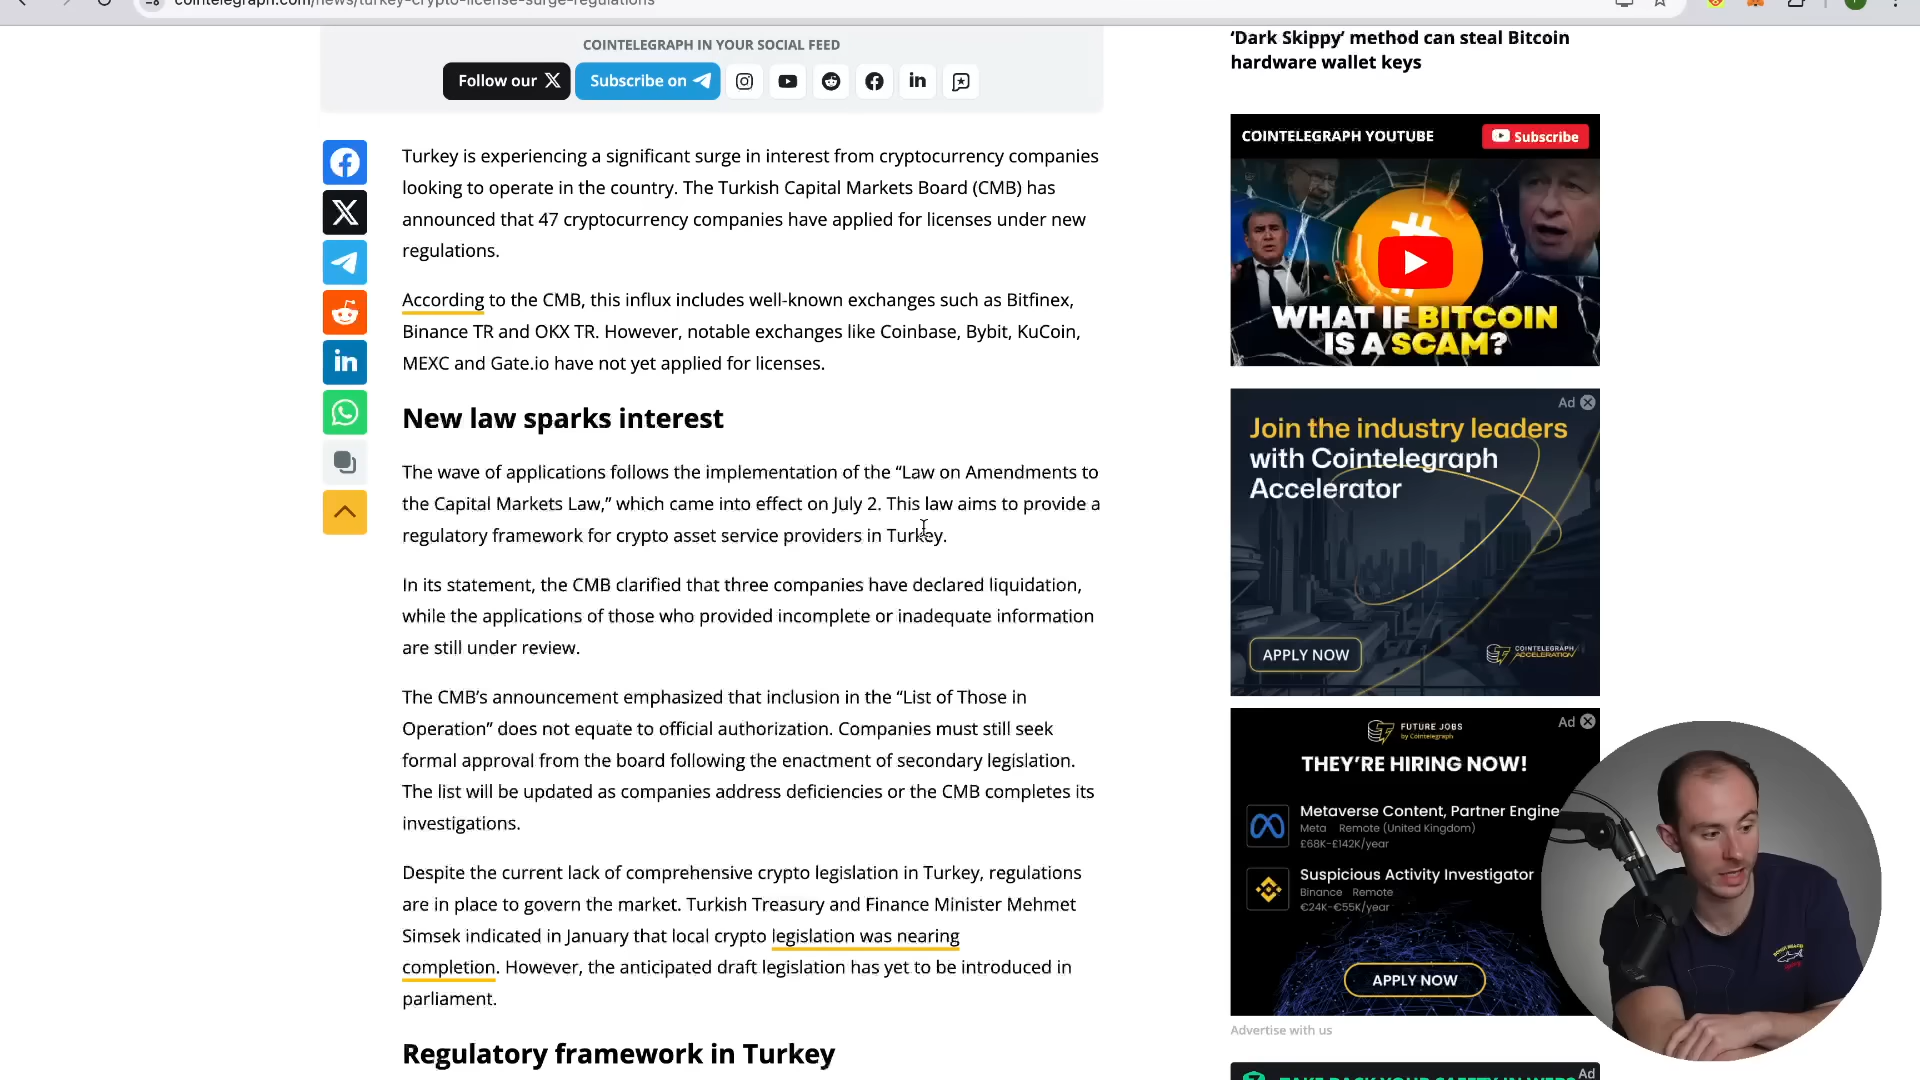 cointelegraph.com/news/turkey-crypto-license-surge-regulations
COINTELEGRAPH IN YOUR SOCIAL FEED
Follow our X
Subscribe on
Turkey is experiencing a significant surge in interest from cryptocurrency companies
looking to operate in the country. The Turkish Capital Markets Board (CMB) has
announced that 47 cryptocurrency companies have applied for licenses under new
regulations.
According to the CMB, this influx includes well-known exchanges such as Bitfinex,
Binance TR and OKX TR. However, notable exchanges like Coinbase, Bybit, KuCoin,
MEXC and Gate.io have not yet applied for licenses.
New law sparks interest
The wave of applications follows the implementation of the “Law on Amendments to
the Capital Markets Law,” which came into effect on July 2. This law aims to provide a
regulatory framework for crypto asset service providers in Turkey.
In its statement, the CMB clarified that three companies have declared liquidation,
while the applications of those who provided incomplete or inadequate information
are still under review.
The CMB’s announcement emphasized that inclusion in the “List of Those in
Operation” does not equate to official authorization. Companies must still seek
formal approval from the board following the enactment of secondary legislation.
The list will be updated as companies address deficiencies or the CMB completes its
investigations.
Despite the current lack of comprehensive crypto legislation in Turkey, regulations
are in place to govern the market. Turkish Treasury and Finance Minister Mehmet
Simsek indicated in January that local crypto legislation was nearing
completion. However, the anticipated draft legislation has yet to be introduced in
parliament.
Regulatory framework in Turkey
‘Dark Skippy’ method can steal Bitcoin
hardware wallet keys
COINTELEGRAPH YOUTUBE
Subscribe
WHAT IF BITCOIN
IS A SCAM?
Ad
Join the industry leaders
with Cointelegraph
Accelerator
APPLY NOW
COINTELEGRAPH
ACCELERATION
Ad
FUTURE JOBS
by Cointelegraph
THEY’RE HIRING NOW!
Metaverse Content, Partner Engine
Meta Remote (United Kingdom)
£68K-£142K/year
Suspicious Activity Investigator
Binance Remote
€24K-€55K/year
APPLY NOW
Advertise with us
Ad